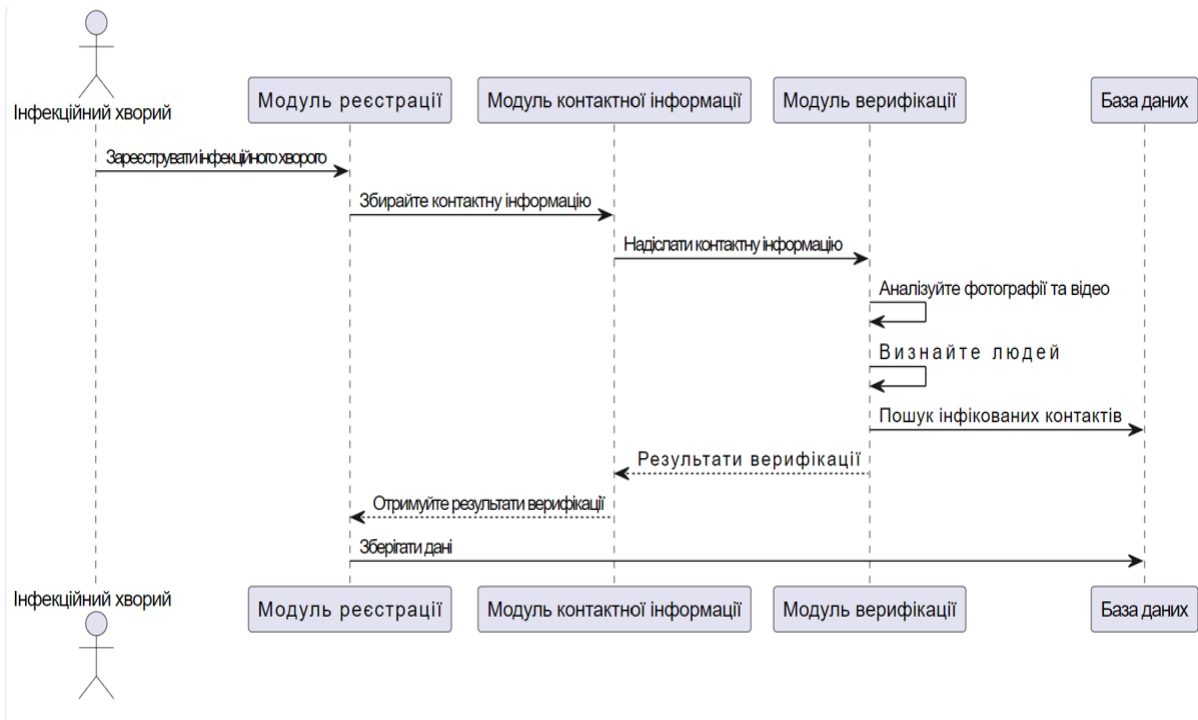 Інфекційний хворий
Модуль реєстрації
Модуль контактної інформації
Модуль верифікації
База даних
Зареєструвати інфекційного хворого
Збирайте контактну інформацію
Надіслати контактну інформацію
Аналізуйте фотографії та відео
Визнайте людей
Пошук інфікованих контактів
Результати верифікації
Отримуйте результати верифікації
Зберігати дані
Інфекційний хворий
Модуль реєстрації
Модуль контактної інформації
Модуль верифікації
База даних